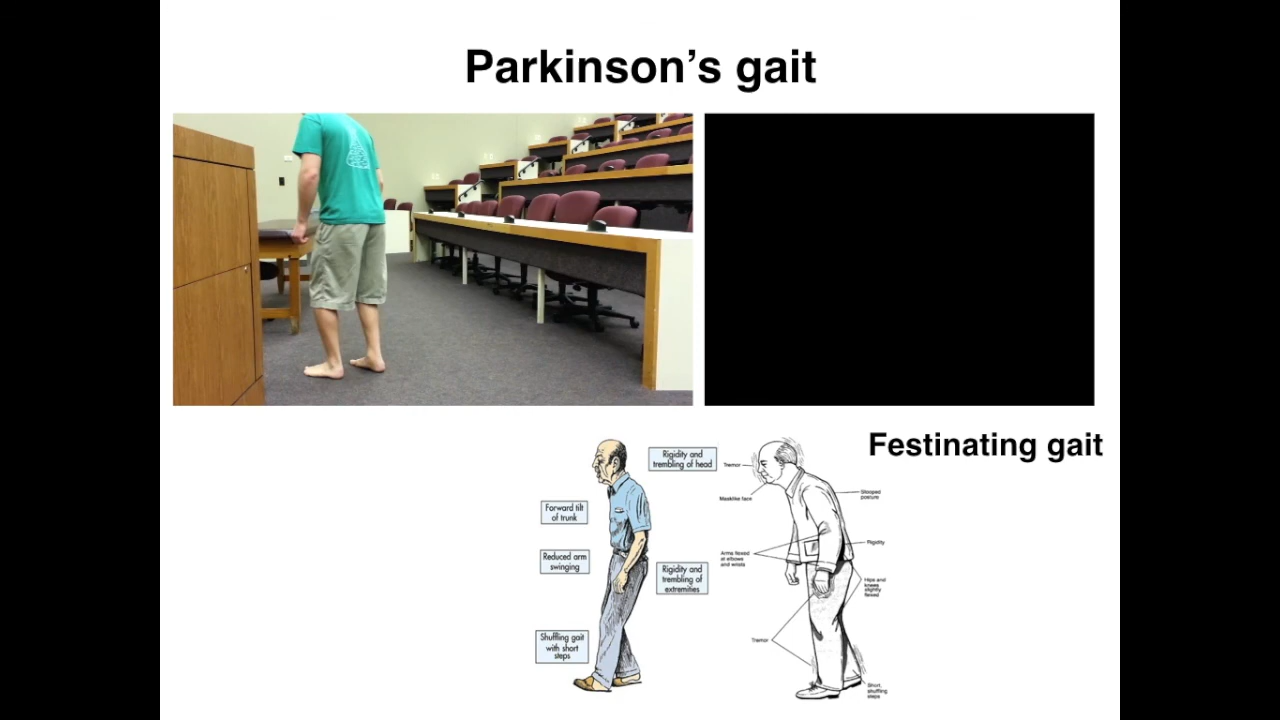 Parkinson's gait
Festinating gait
Rigidity and
trembling of head
Forward tilt
of trunk
Reduced arm
swinging
Rigidity and
trembling of
extremities
Shuffling gait
with short
steps
Tremor
Masklike face
Stooped
posture
Arms flexed
at elbows
and wrists
Rigidity
Hips and
knees
slightly
flexed
Tremor
Short,
shuffling
steps